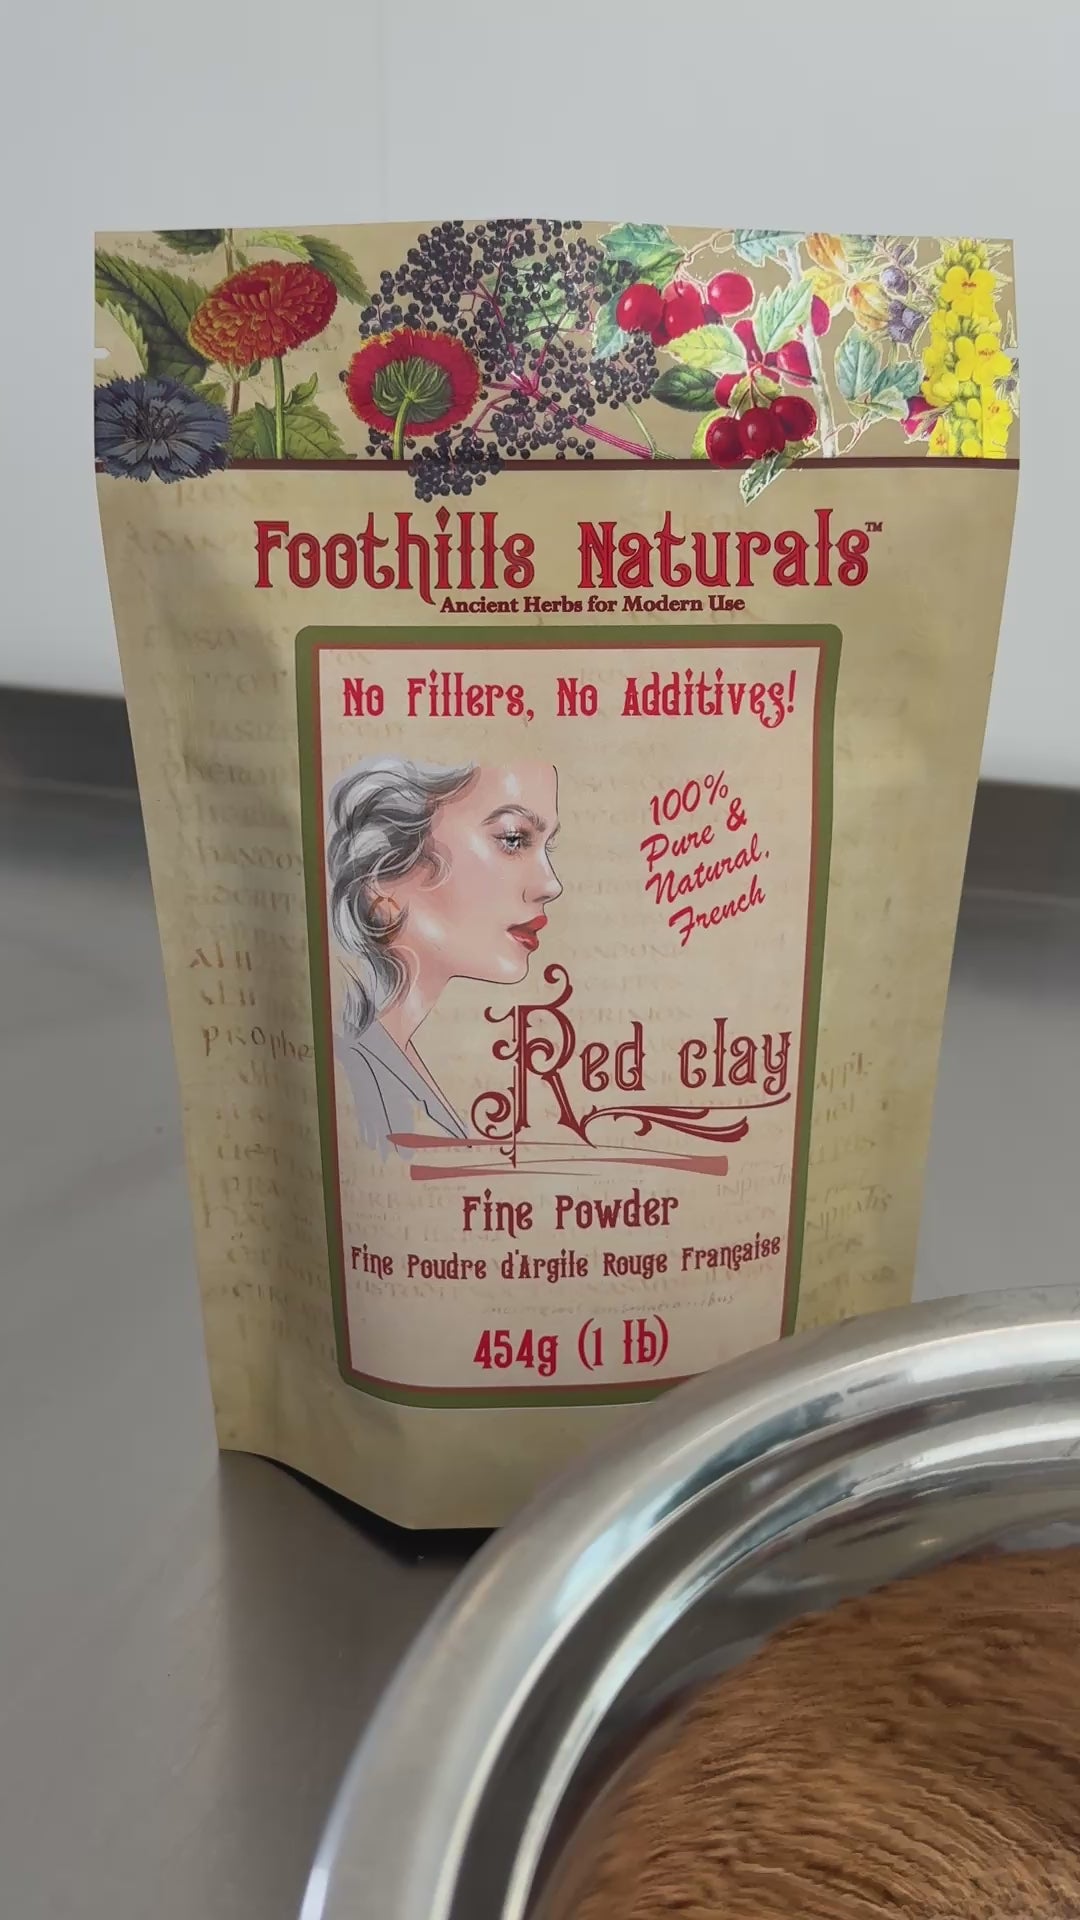 Foothills Naturals™
Ancient Herbs for Modern Use
No Fillers, No Additives!
100%
Pure &
Natural.
French
Red clay
Fine Powder
Fine Poudre d'Argile Rouge Française
454g (1 lb)